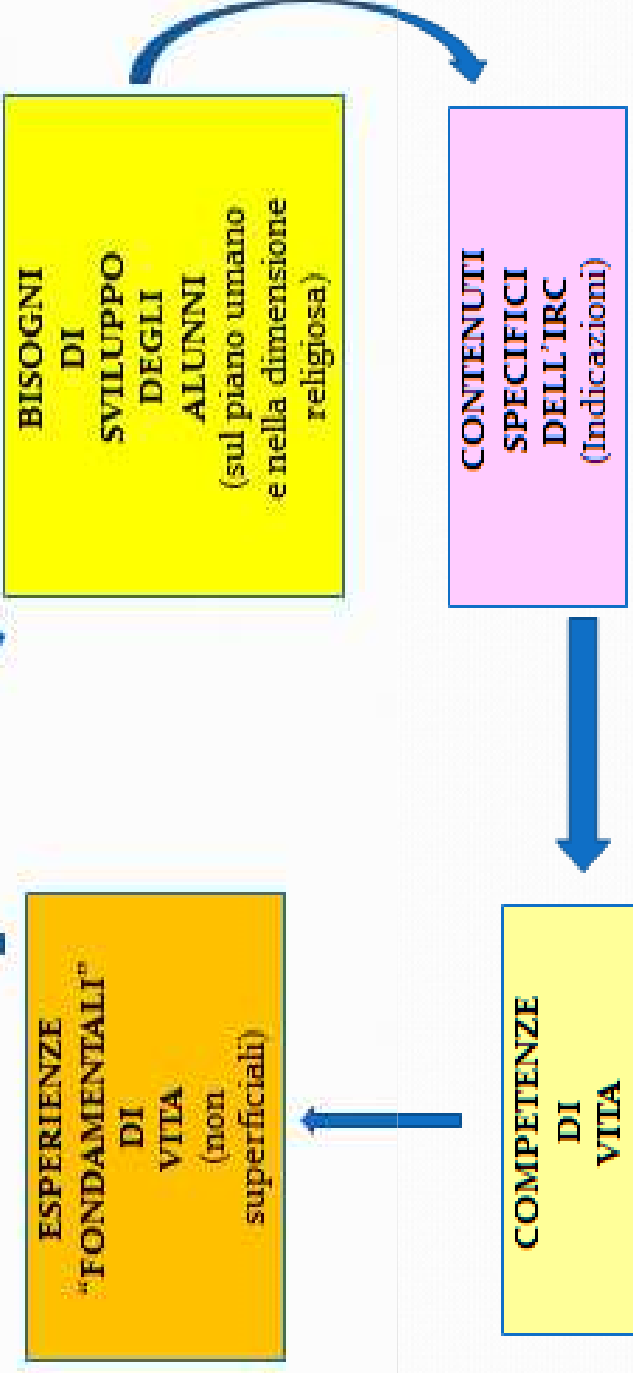 ESPERIENZE
“FONDAMENTALI”
DI
VITA
(non
superficiali)
BISOGNI
DI
SVILUPPO
DEGLI
ALUNNI
(sul piano umano
e nella dimensione
religiosa)
COMPETENZE
DI
VITA
CONTENUTI
SPECIFICI
DELL'IRC
(Indicazioni)